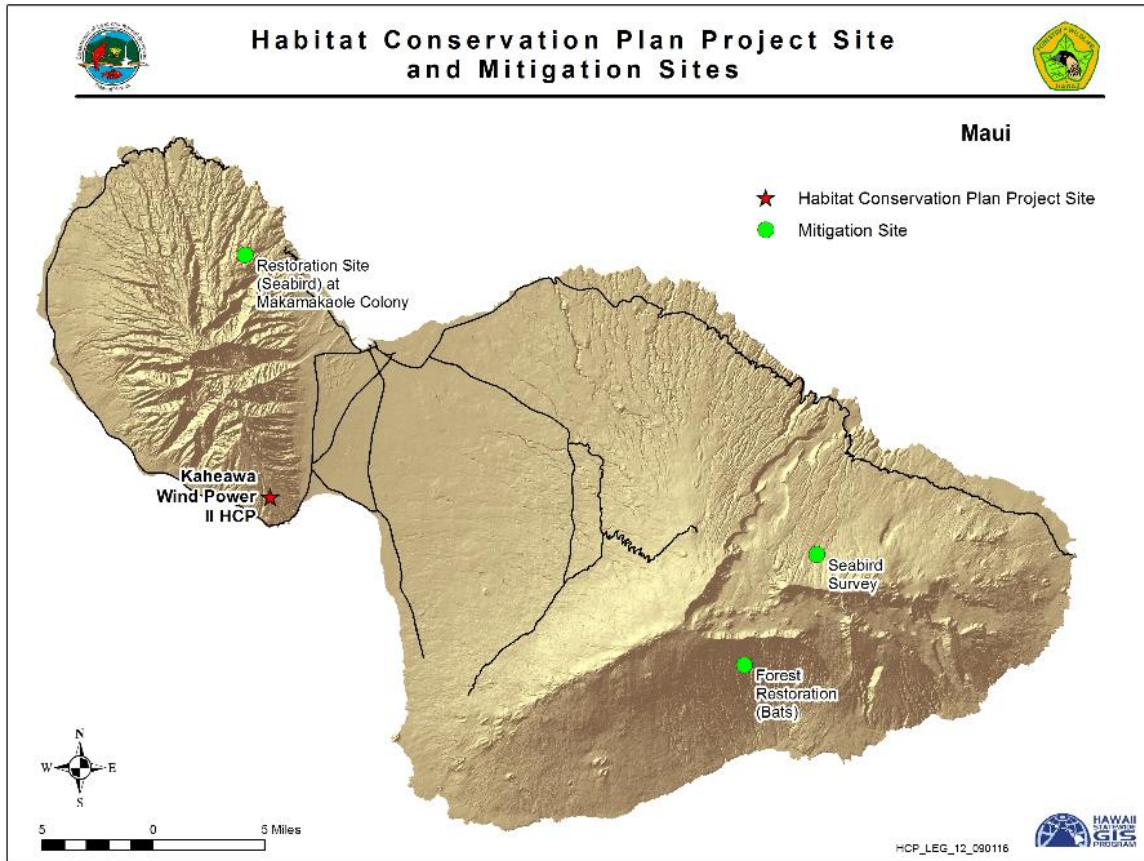 Habitat Conservation Plan Project Site
and Mitigation Sites
Maui
Habitat Conservation Plan Project Site
Mitigation Site
Restoration Site
(Seabird) at
Makamakaole Colony
Kaheawa
Wind Power
II HCP
Seabird
Survey
Forest
Restoration
(Bats)
N
W E
S
5 0 5 Miles
HCP_LEG_12_090116
HAWAII
STATEWIDE
GIS
PROGRAM